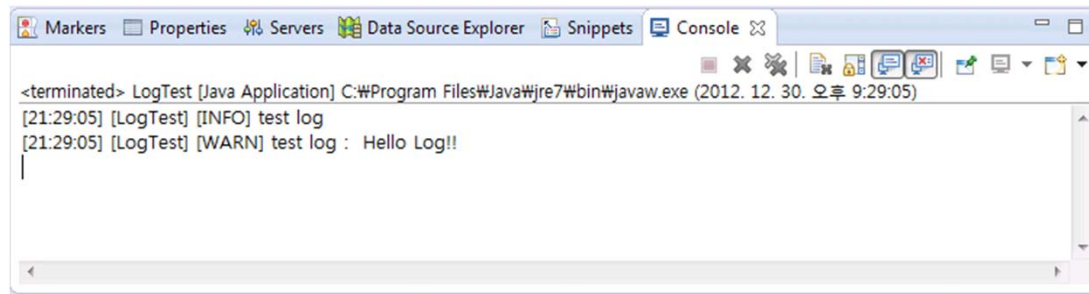 Markers Properties Servers Data Source Explorer Snippets Console
<terminated> LogTest [Java Application] C:₩Program Files₩Java₩jre7₩bin₩javaw.exe (2012. 12. 30. 오후 9:29:05)
[21:29:05] [LogTest] [INFO] test log
[21:29:05] [LogTest] [WARN] test log :  Hello Log!!